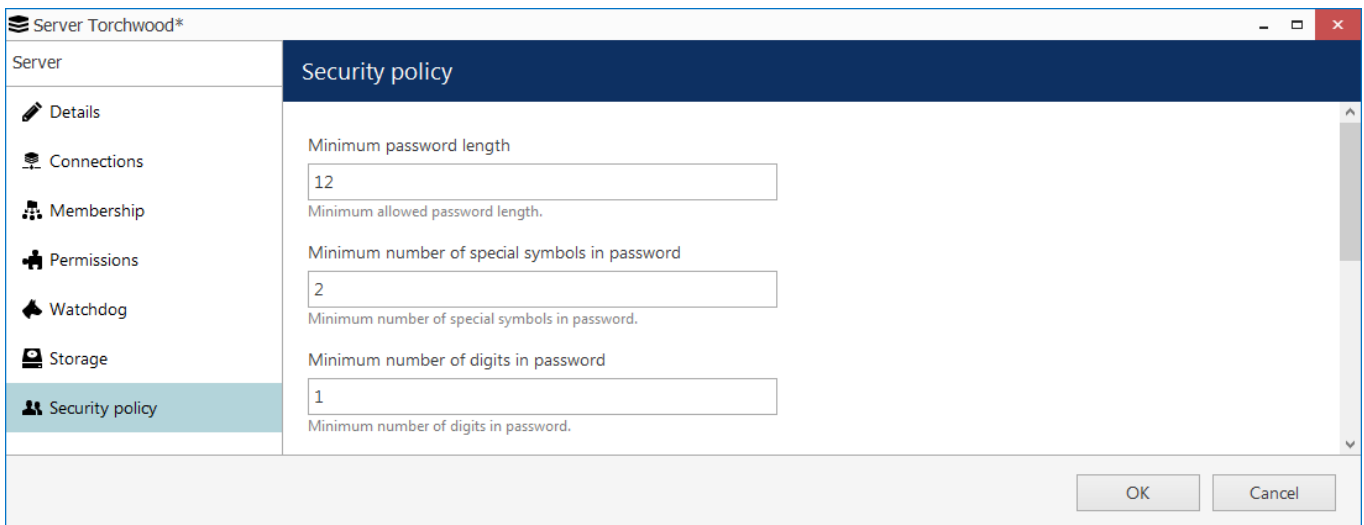 Server Torchwood*
Server
Details
Connections
Membership
Permissions
Watchdog
Storage
Security policy
Security policy
Minimum password length
12
Minimum allowed password length.
Minimum number of special symbols in password
2
Minimum number of special symbols in password.
Minimum number of digits in password
1
Minimum number of digits in password.
OK
Cancel